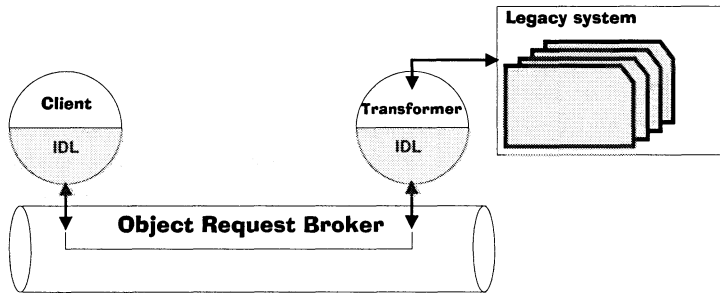 Legacy system
Client
IDL
Transformer
IDL
Object Request Broker